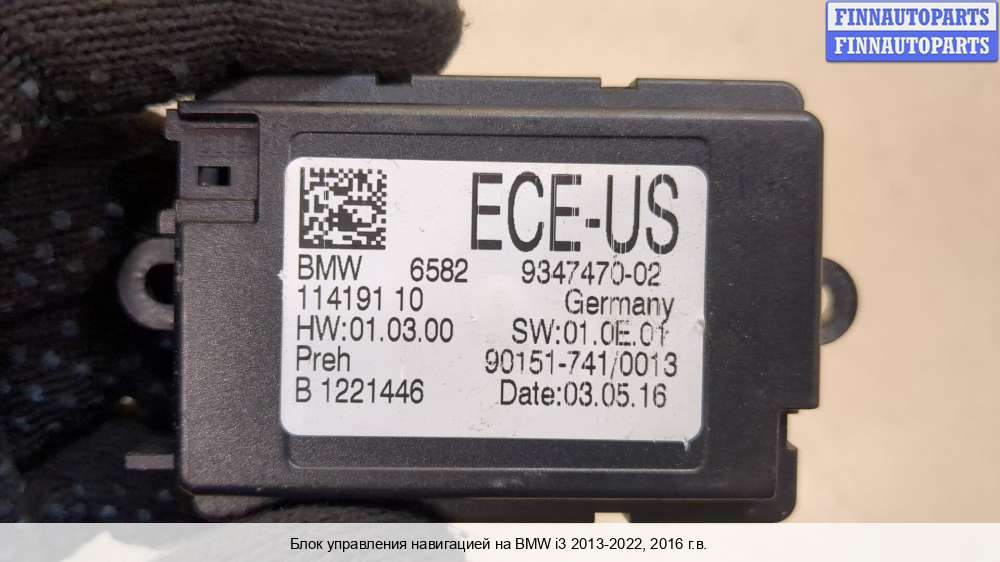 FINNAUTOPARTS
FINNAUTOPARTS
ECE-US
BMW 6582 9347470-02
114191 10 Germany
HW:01.03.00 SW:01.0E.01
Preh 90151-741/0013
B 1221446 Date:03.05.16
Блок управления навигацией на BMW i3 2013-2022, 2016 г.в.